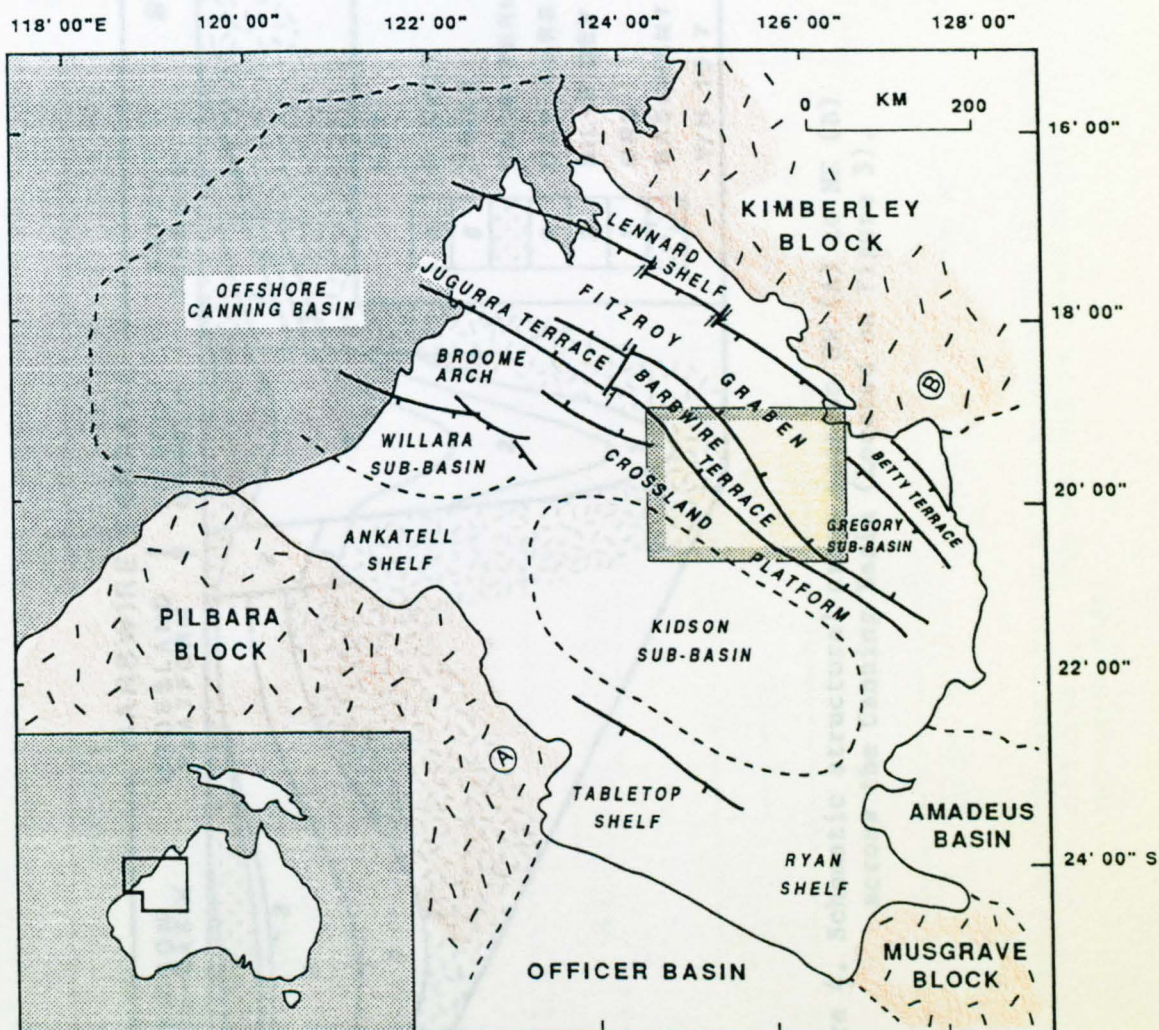 118' 00"E 120' 00" 122' 00" 124' 00" 126' 00" 128' 00"
0 KM 200
16' 00"
KIMBERLEY
BLOCK
LENNARD
SHELF
OFFSHORE
CANNING BASIN
JUGURRA TERRACE
FITZROY
GRABEN
18' 00"
BROOME
ARCH
BARBWIRE
TERRACE
B
WILLARA
SUB-BASIN
CROSSLAND
PLATFORM
BETTY TERRACE
20' 00"
GREGORY
SUB-BASIN
ANKATELL
SHELF
PILBARA
BLOCK
KIDSON
SUB-BASIN
22' 00"
A
TABLETOP
SHELF
AMADEUS
BASIN
RYAN
SHELF
24' 00" S
OFFICER BASIN
MUSGRAVE
BLOCK